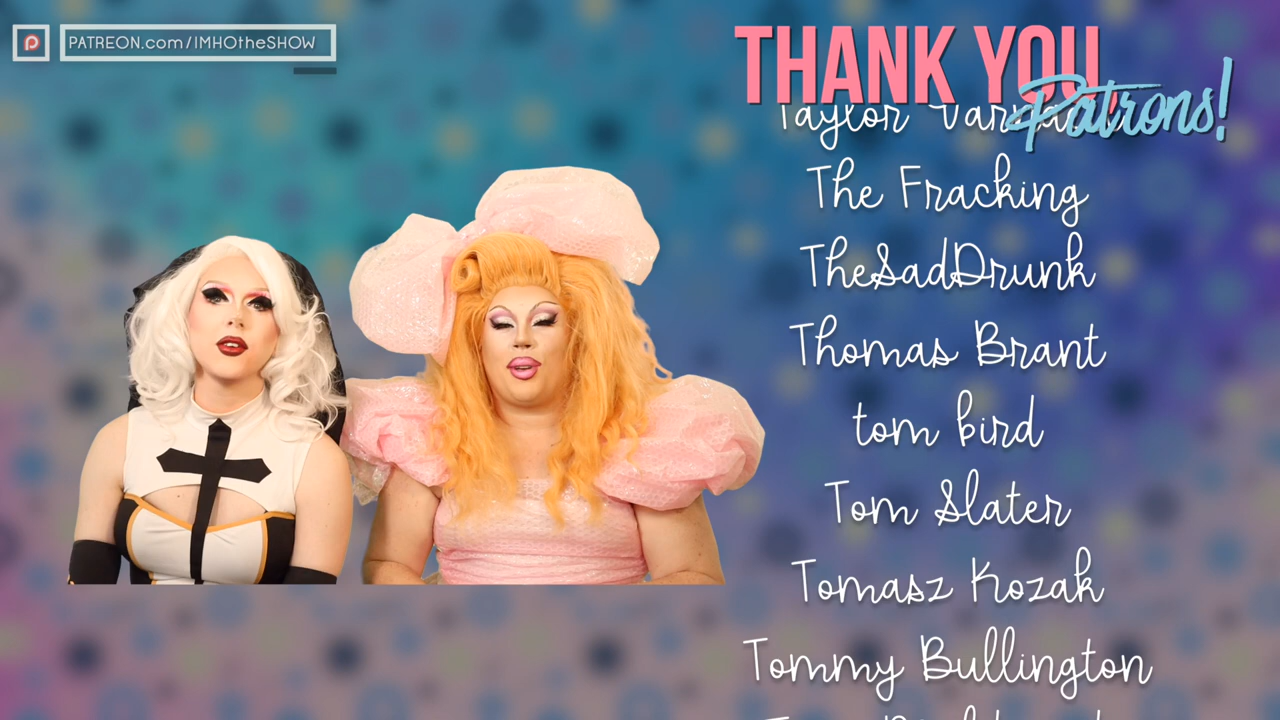 PATREON.com/IMHOtheSHOW
THANK YOU,
Patrons!
Taylor
The Fracking
TheSadDrunk
Thomas Brant
tom bird
Tom Slater
Tomasz Kozak
Tommy Bullington